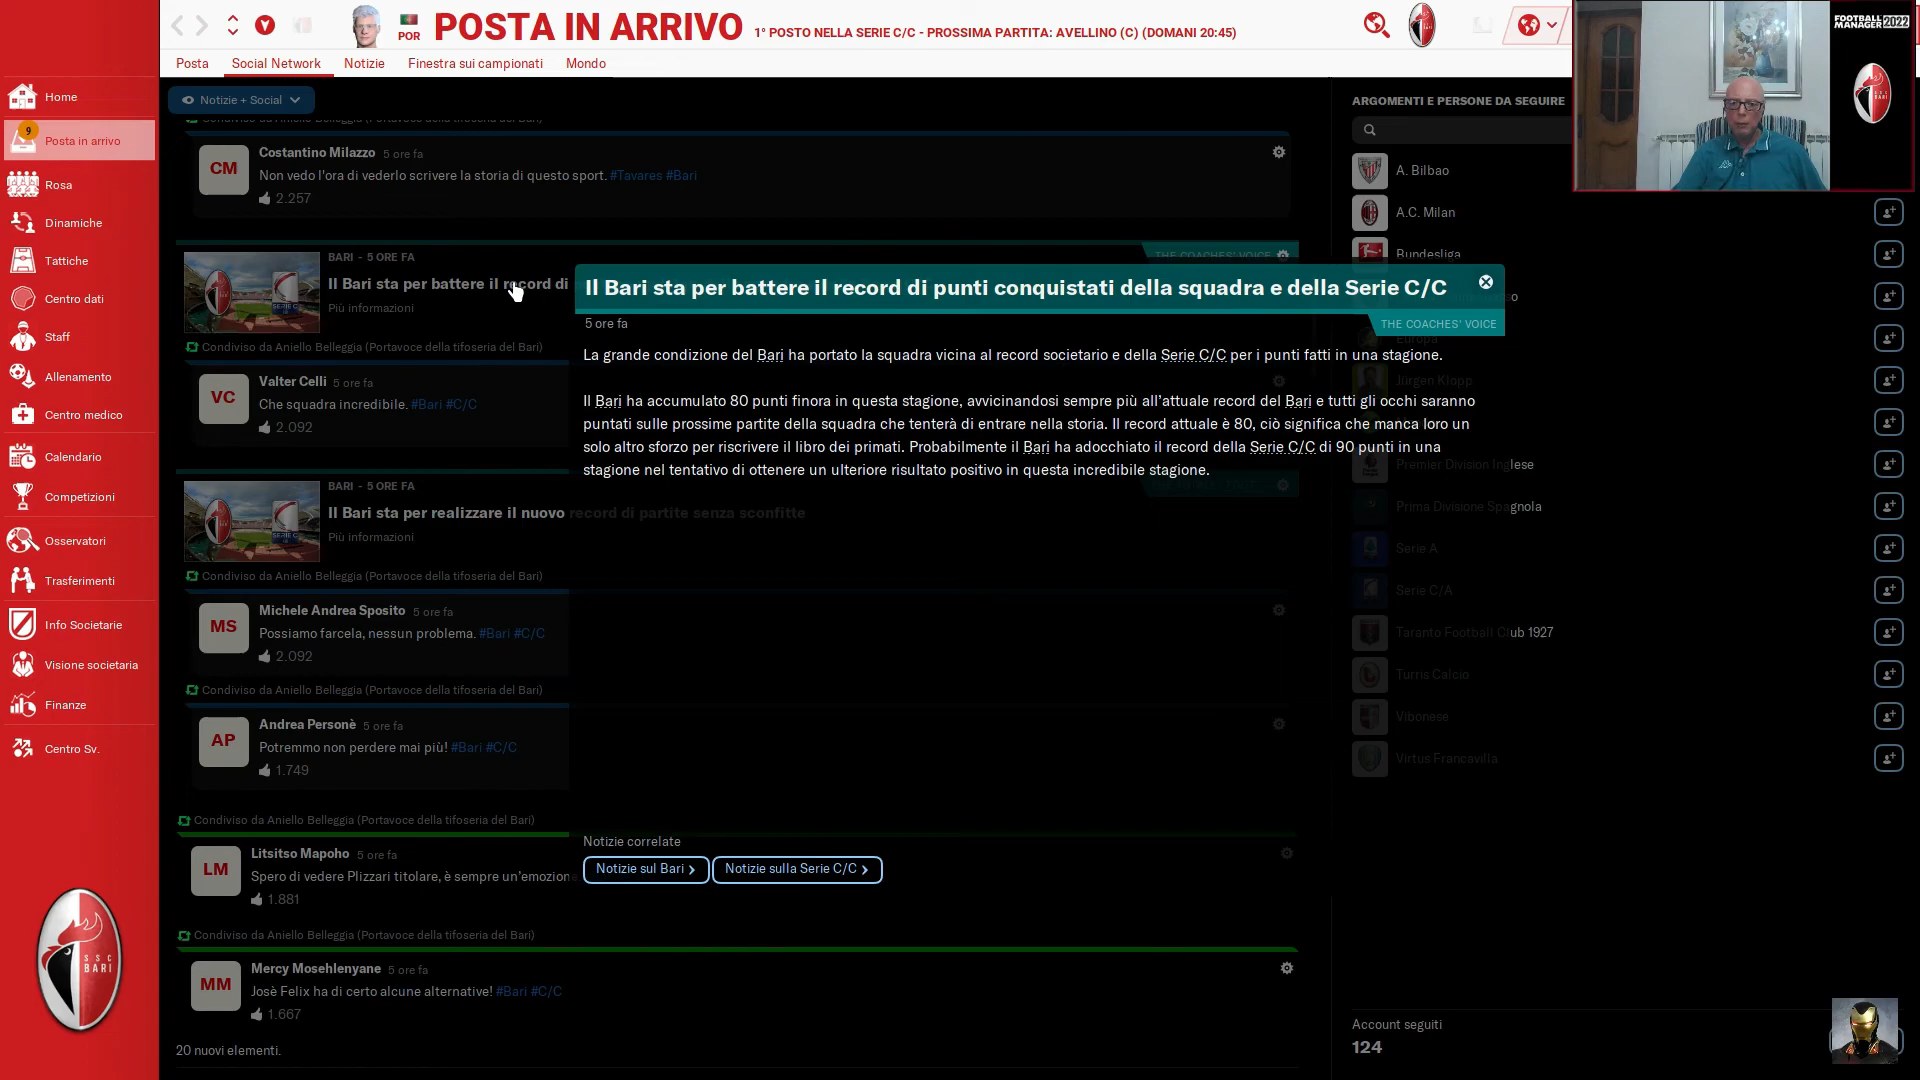 POR
POSTA IN ARRIVO
1° POSTO NELLA SERIE C/C - PROSSIMA PARTITA: AVELLINO (C) (DOMANI 20:45)
FOOTBALL
MANAGER 2022
Posta
Social Network
Notizie
Finestra sui campionati
Mondo
Home
9
Posta in arrivo
Rosa
Dinamiche
Tattiche
Centro dati
Staff
Allenamento
Centro medico
Calendario
Competizioni
Osservatori
Trasferimenti
Info Societarie
Visione societaria
Finanze
Centro Sv.
SSC
BARI
Notizie + Social
Condiviso da Aniello Belleggia (Portavoce della tifoseria del Bari)
CM
Costantino Milazzo 5 ore fa
Non vedo l'ora di vederlo scrivere la storia di questo sport. #Tavares #Bari
2.257
BARI - 5 ORE FA
THE COACHES' VOICE
Il Bari sta per battere il record di
Più informazioni
Condiviso da Aniello Belleggia (Portavoce della tifoseria del Bari)
VC
Valter Celli 5 ore fa
Che squadra incredibile. #Bari #C/C
2.092
BARI - 5 ORE FA
Il Bari sta per realizzare il nuovo record di partite senza sconfitte
Più informazioni
Condiviso da Aniello Belleggia (Portavoce della tifoseria del Bari)
MS
Michele Andrea Sposito 5 ore fa
Possiamo farcela, nessun problema. #Bari #C/C
2.092
Condiviso da Aniello Belleggia (Portavoce della tifoseria del Bari)
AP
Andrea Personè 5 ore fa
Potremmo non perdere mai più! #Bari #C/C
1.749
Condiviso da Aniello Belleggia (Portavoce della tifoseria del Bari)
LM
Litsitso Mapoho 5 ore fa
Spero di vedere Plizzari titolare, è sempre un'emozion
1.881
Condiviso da Aniello Belleggia (Portavoce della tifoseria del Bari)
MM
Mercy Mosehlenyane 5 ore fa
Josè Felix ha di certo alcune alternative! #Bari #C/C
1.667
20 nuovi elementi.
Il Bari sta per battere il record di punti conquistati della squadra e della Serie C/C
5 ore fa
THE COACHES' VOICE
La grande condizione del Bari ha portato la squadra vicina al record societario e della Serie C/C per i punti fatti in una stagione.
Il Bari ha accumulato 80 punti finora in questa stagione, avvicinandosi sempre più all'attuale record del Bari e tutti gli occhi saranno
puntati sulle prossime partite della squadra che tenterà di entrare nella storia. Il record attuale è 80, ciò significa che manca loro un
solo altro sforzo per riscrivere il libro dei primati. Probabilmente il Bari ha adocchiato il record della Serie C/C di 90 punti in una
stagione nel tentativo di ottenere un ulteriore risultato positivo in questa incredibile stagione.
Notizie correlate
Notizie sul Bari
Notizie sulla Serie C/C
ARGOMENTI E PERSONE DA SEGUIRE
A. Bilbao
A.C. Milan
Bundesliga
Europa
Jürgen Klopp
Premier Division Inglese
Prima Divisione Spagnola
Serie A
Serie C/A
Taranto Football Club 1927
Turris Calcio
Vibonese
Virtus Francavilla
Account seguiti
124